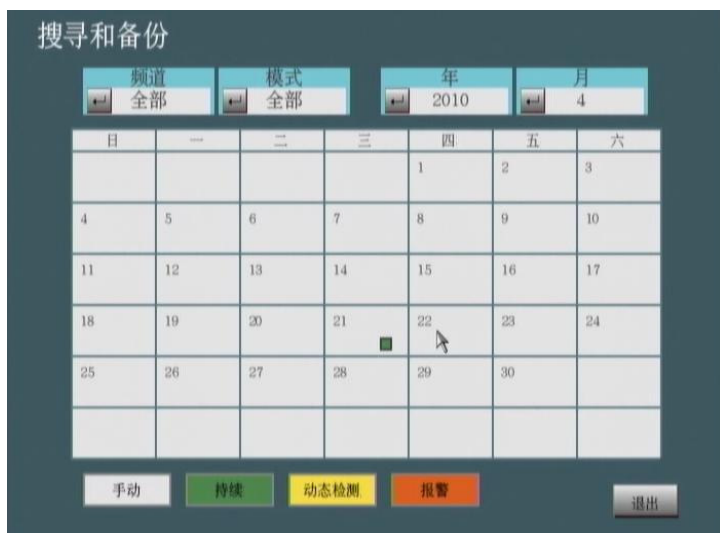 搜寻和备份
频道 模式 年 月
全部 全部 2010 4
日 一 二 三 四 五 六
1 2 3
4 5 6 7 8 9 10
11 12 13 14 15 16 17
18 19 20 21 22 23 24
25 26 27 28 29 30
手动 持续 动态检测 报警
退出